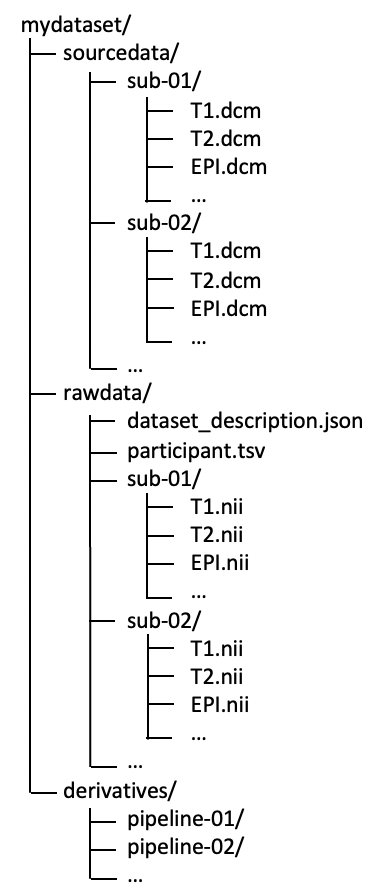 mydataset/
sourcedata/
sub-01/
T1.dcm
T2.dcm
EPI.dcm
...
sub-02/
T1.dcm
T2.dcm
EPI.dcm
...
...
rawdata/
dataset_description.json
participant.tsv
sub-01/
T1.nii
T2.nii
EPI.nii
...
sub-02/
T1.nii
T2.nii
EPI.nii
...
...
derivatives/
pipeline-01/
pipeline-02/
...